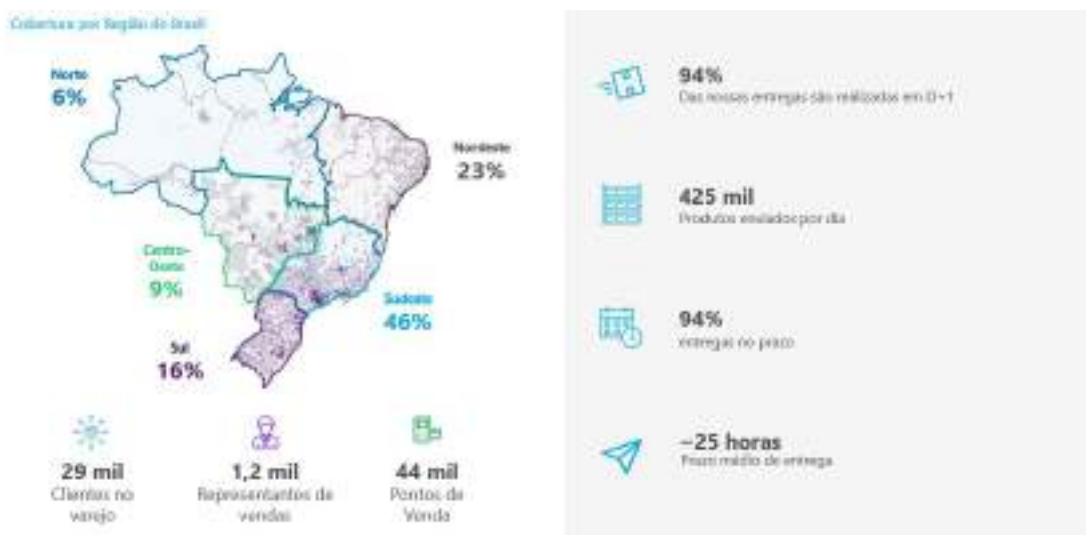 Cobertura por Região do Brasil
Norte
6%
Nordeste
23%
Centro-
Oeste
9%
Sudeste
46%
Sul
16%
29 mil
Clientes no
varejo
1,2 mil
Representantes de
vendas
44 mil
Pontos de
Venda
94%
Das nossas entregas são realizadas em D+1
425 mil
Produtos enviados por dia
94%
entregas no prazo
~25 horas
Prazo médio de entrega